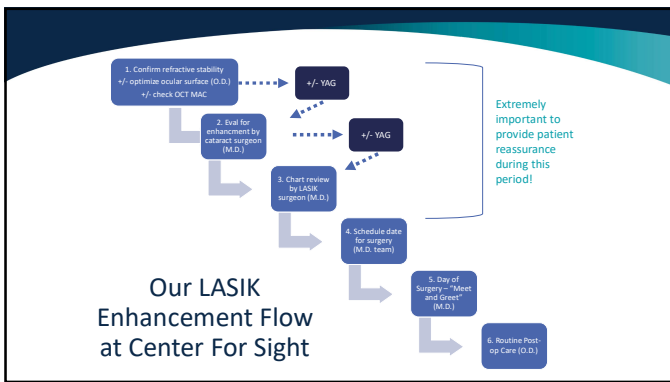 1. Confirm refractive stability
+/- optimize ocular surface (O.D.)
+/- check OCT MAC
+/- YAG
2. Eval for
enhancement by
cataract surgeon
(M.D.)
+/- YAG
3. Chart review
by LASIK
surgeon (M.D.)
4. Schedule date
for surgery
(M.D. team)
5. Day of
Surgery – "Meet
and Greet"
(M.D.)
6. Routine Post-
op Care (O.D.)
Extremely
important to
provide patient
reassurance
during this
period!
Our LASIK
Enhancement Flow
at Center For Sight